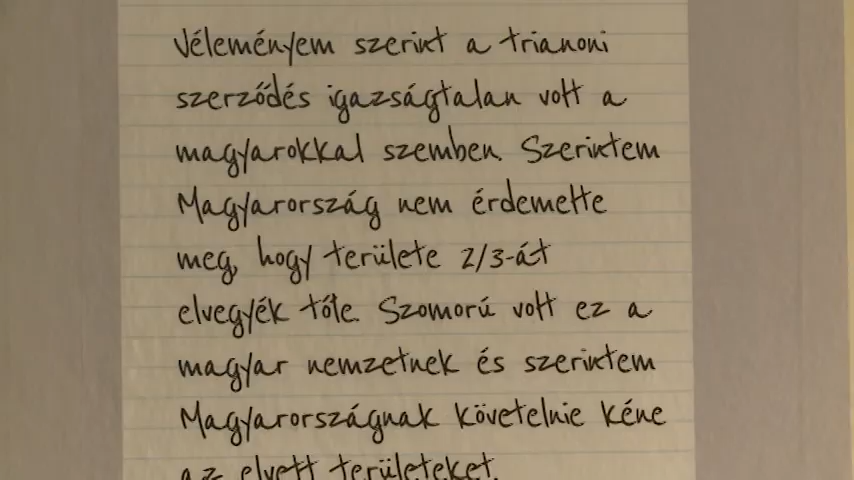 Véleményem szerint a trianoni
szerződés igazságtalan volt a
magyarokkal szemben. Szerintem
Magyarország nem érdemelte
meg, hogy területe 2/3-át
elvegyék tőle. Szomorú volt ez a
magyar nemzetnek és szerintem
Magyarországnak követelnie kéne
az elvett területeket.